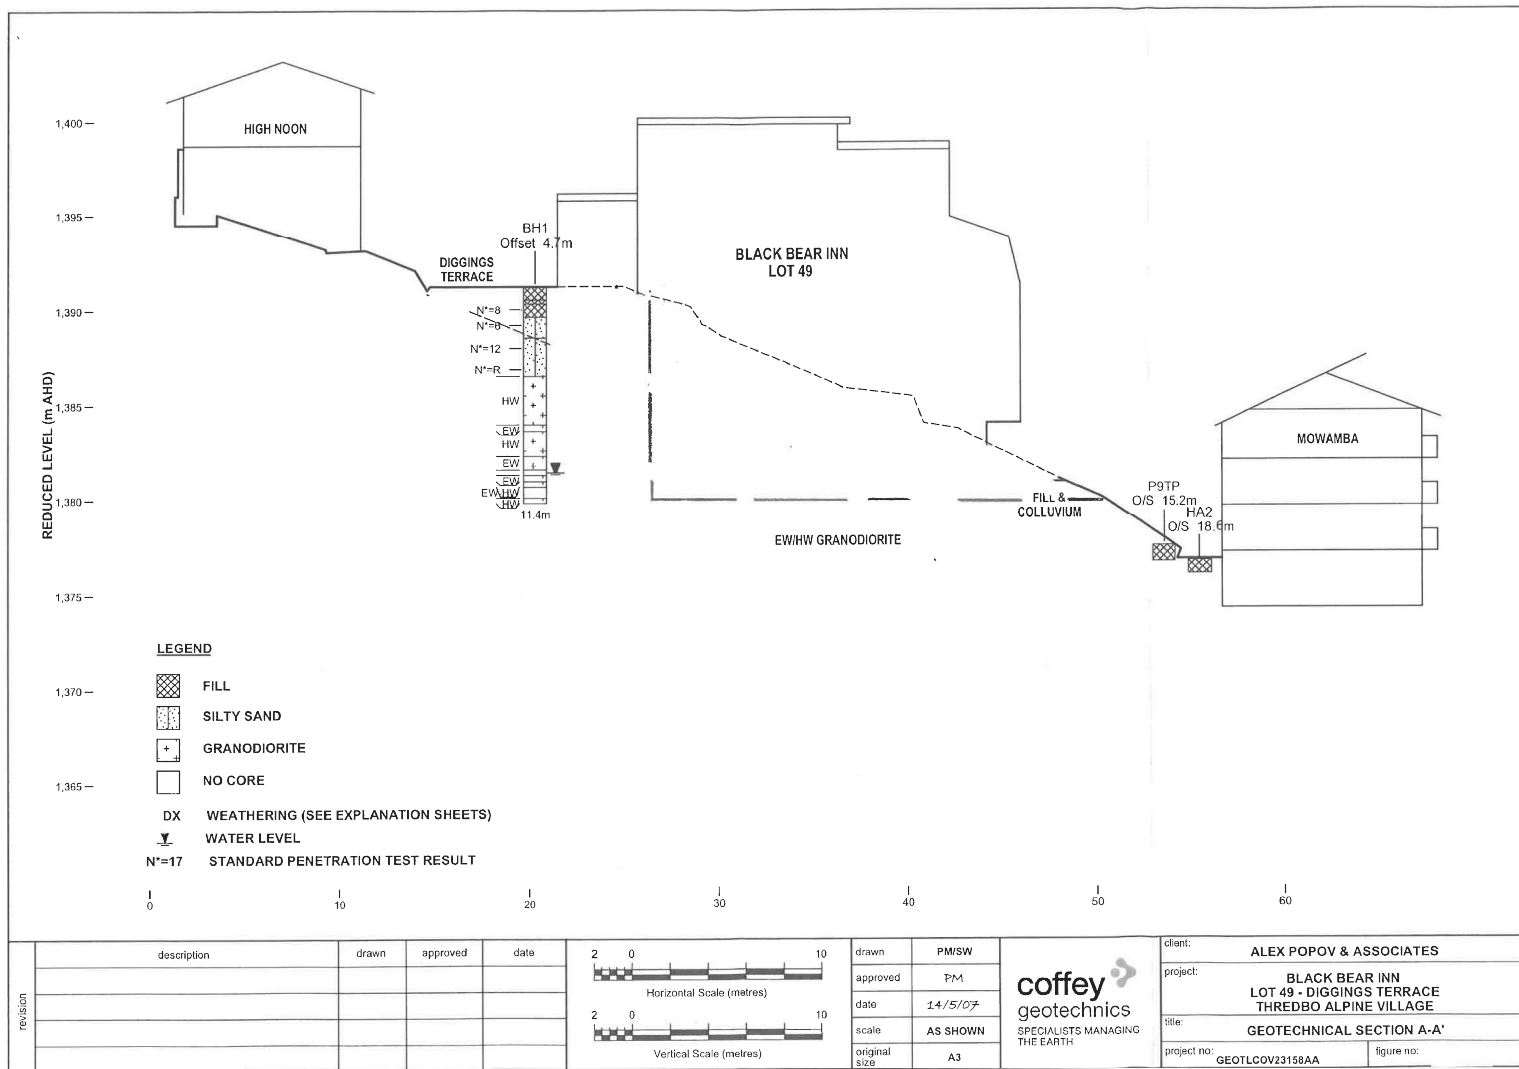 HIGH NOON
1,400
1,395
1,390
1,385
1,380
1,375
1,370
1,365
REDUCED LEVEL (m AHD)
BH1
Offset 4.7m
DIGGINGS
TERRACE
BLACK BEAR INN
LOT 49
N*=8
N*=6
N*=12
N*=R
HW
EW
HW
EW
EW
EW HW
HW
11.4m
MOWAMBA
P9TP
O/S 15.2m
HA2
O/S 18.6m
FILL &
COLLUVIUM
EW/HW GRANODIORITE
LEGEND
FILL
SILTY SAND
GRANODIORITE
NO CORE
DX WEATHERING (SEE EXPLANATION SHEETS)
WATER LEVEL
N*=17 STANDARD PENETRATION TEST RESULT
0 10 20 30 40 50 60
revision
description drawn approved date
2 0 10
Horizontal Scale (metres)
2 0 10
Vertical Scale (metres)
drawn PM/SW
approved PM
date 14/5/07
scale AS SHOWN
original
size A3
coffey
geotechnics
SPECIALISTS MANAGING
THE EARTH
client: ALEX POPOV & ASSOCIATES
project: BLACK BEAR INN
LOT 49 - DIGGINGS TERRACE
THREDBO ALPINE VILLAGE
title: GEOTECHNICAL SECTION A-A'
project no: GEOTLCOV23158AA
figure no: